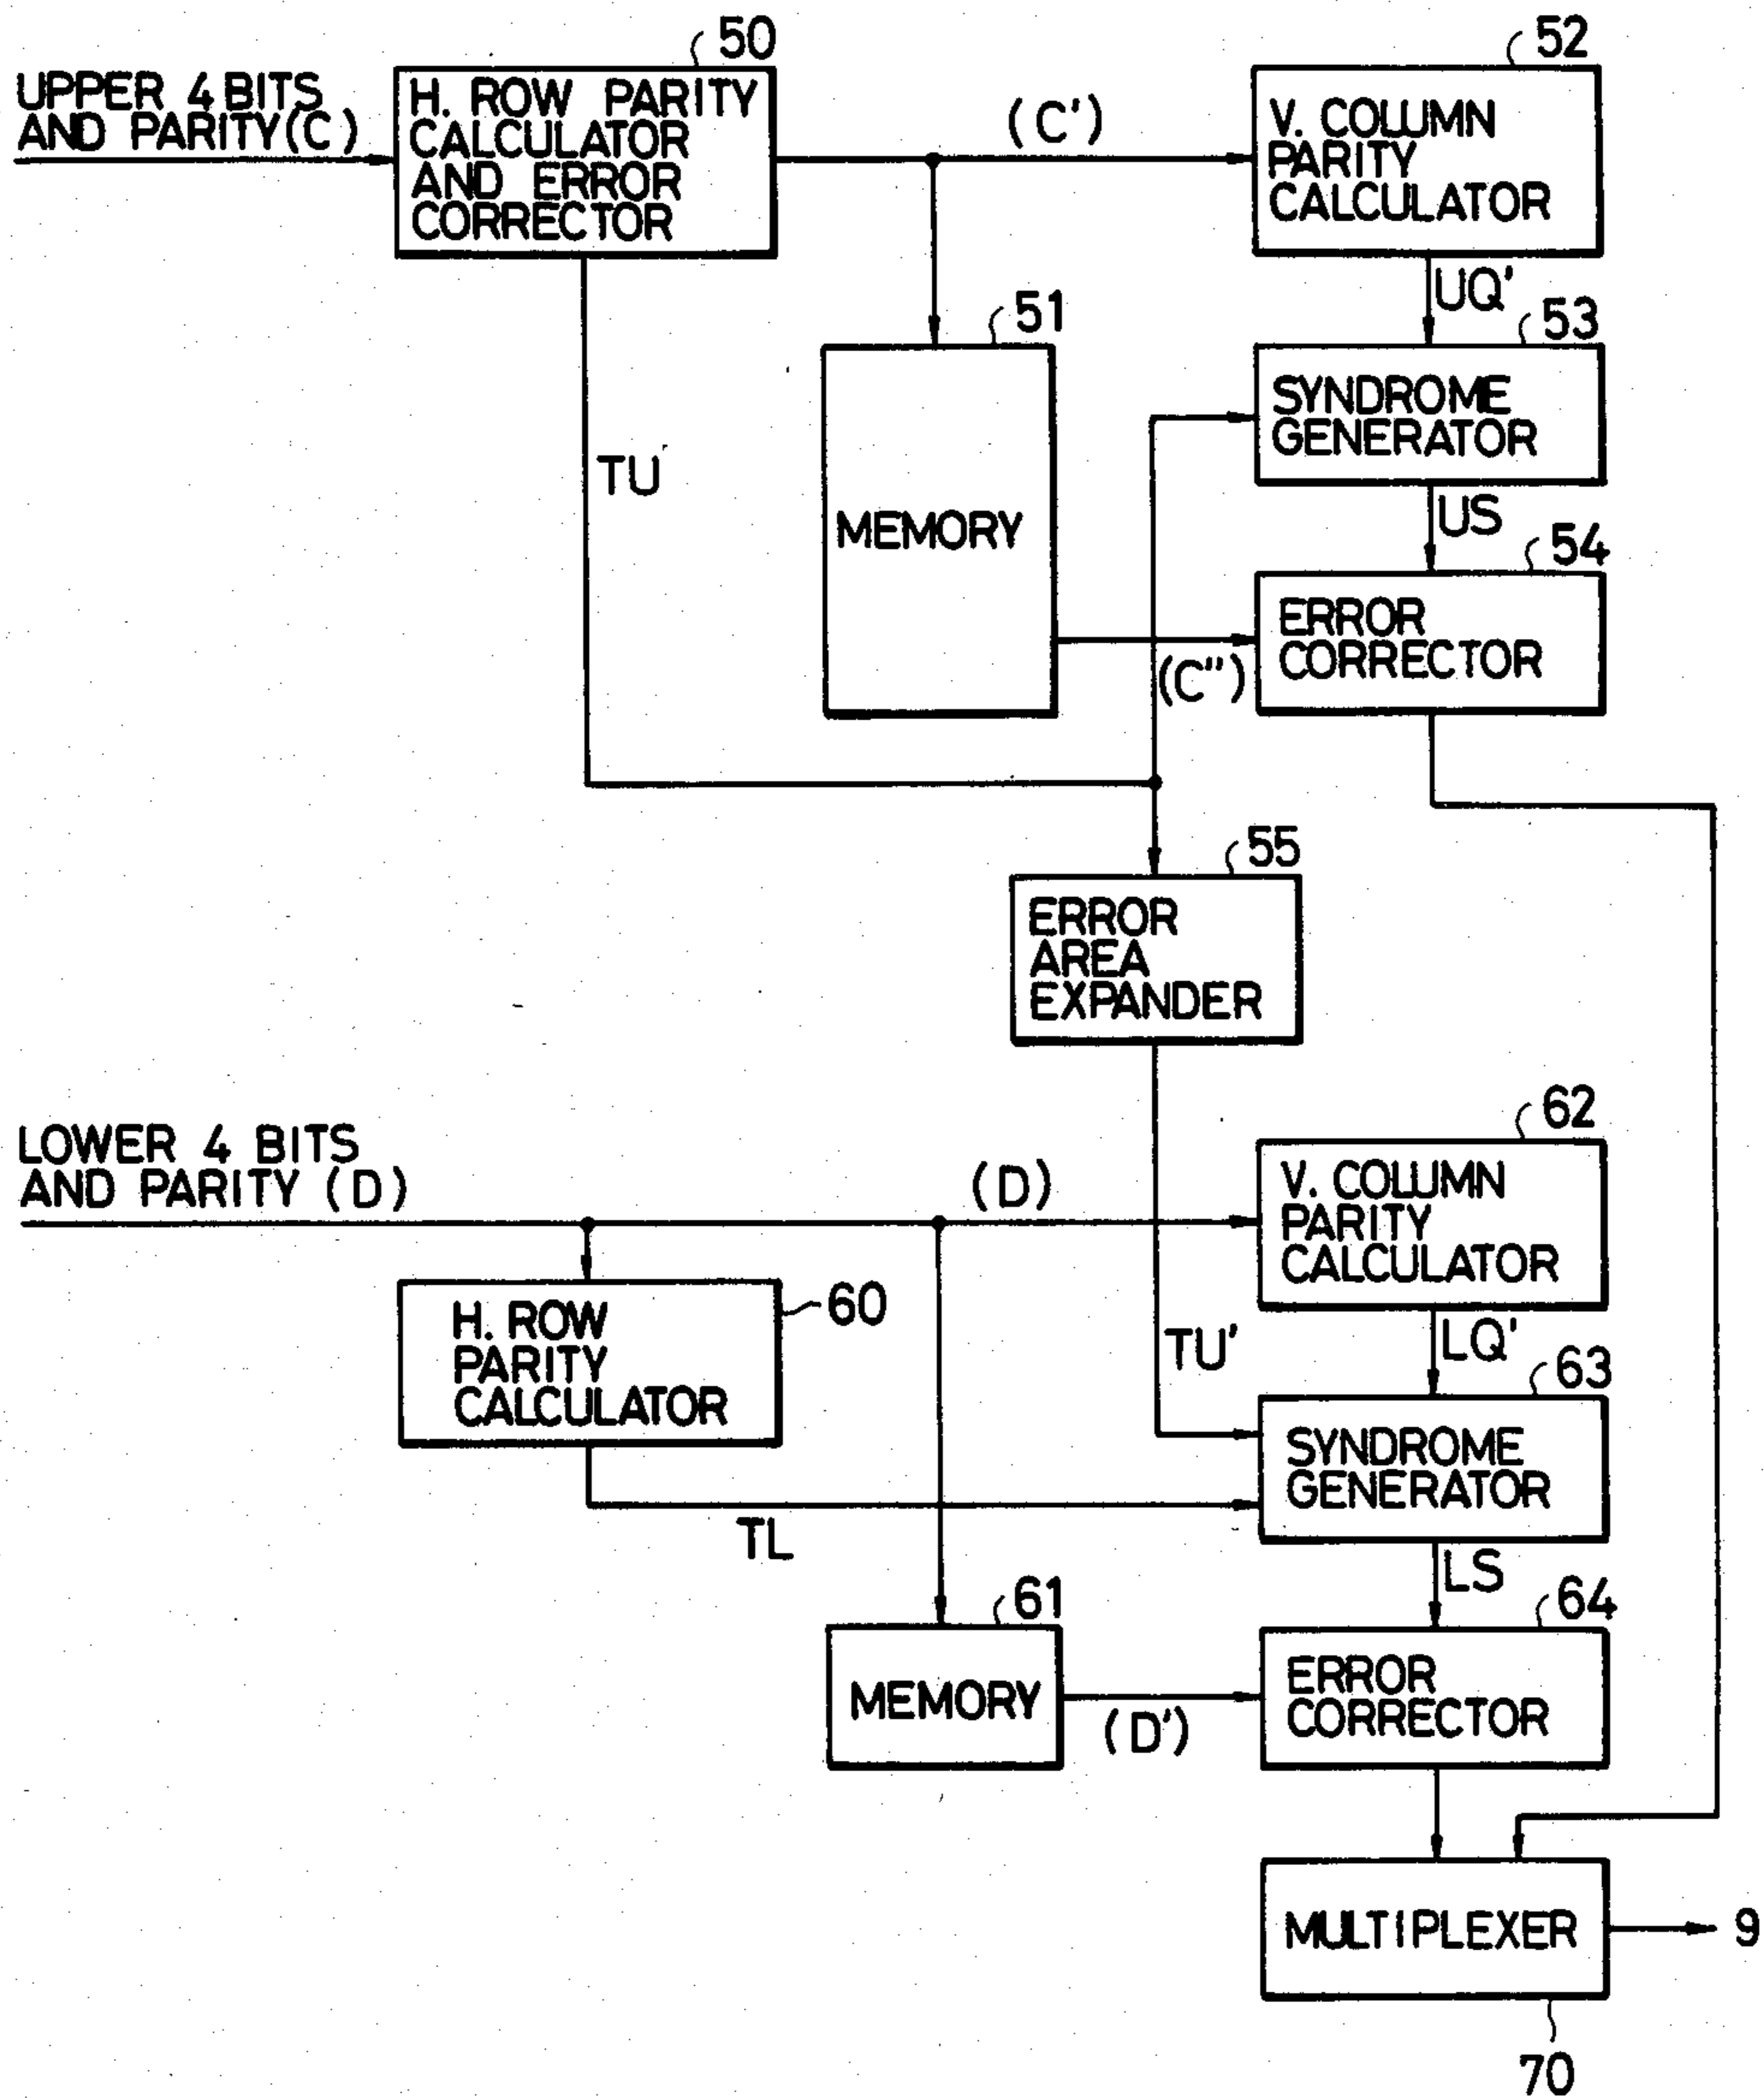 50
52
UPPER 4 BITS
AND PARITY(C)
H. ROW PARITY
CALCULATOR
AND ERROR
CORRECTOR
(C')
V. COLUMN
PARITY
CALCULATOR
UQ'
51
53
SYNDROME
GENERATOR
TU
US
MEMORY
54
ERROR
CORRECTOR
(C")
55
ERROR
AREA
EXPANDER
62
LOWER 4 BITS
AND PARITY (D)
(D)
V. COLUMN
PARITY
CALCULATOR
60
H. ROW
PARITY
CALCULATOR
TU'
LQ'
63
SYNDROME
GENERATOR
TL
LS
61
64
MEMORY
(D')
ERROR
CORRECTOR
MULTIPLEXER
9
70